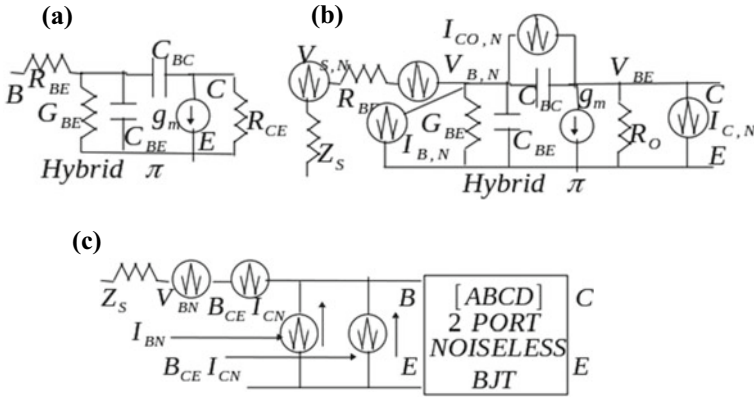 (a)
C_BC
B
R_BE
G_BE
C_BE
g_m
C
E
R_CE
Hybrid π
(b)
I_CO,N
V_S,N
V_B,N
V_BE
R_BE
C_BC
g_m
C
I_B,N
G_BE
C_BE
R_O
I_C,N
Z_S
E
Hybrid π
(c)
Z_S
V_BN
B_CE I_CN
B
[ABCD]
C
I_BN
2 PORT
NOISELESS
B_CE I_CN
E
BJT
E